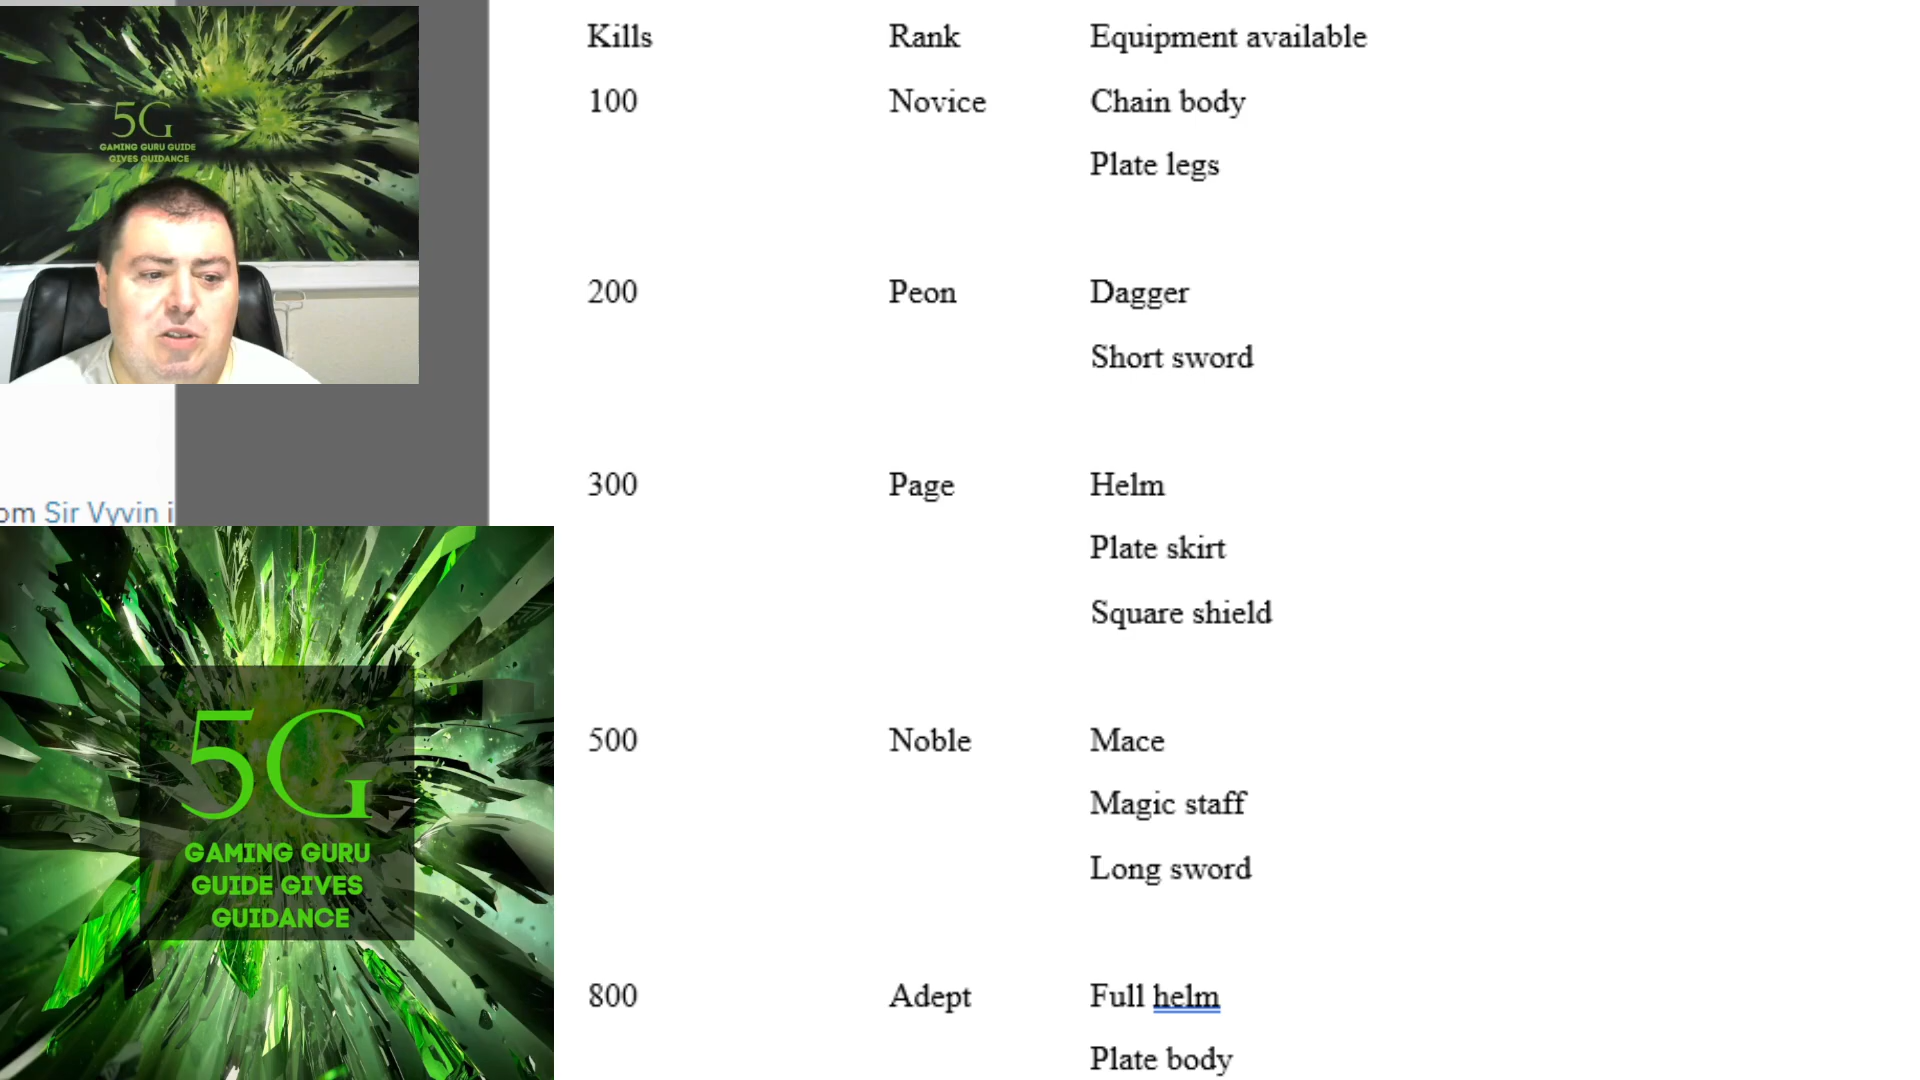 5G
GAMING GURU GUIDE
GIVES GUIDANCE
om Sir Vyvin i
5G
GAMING GURU
GUIDE GIVES
GUIDANCE
Kills Rank Equipment available
100 Novice Chain body
Plate legs
200 Peon Dagger
Short sword
300 Page Helm
Plate skirt
Square shield
500 Noble Mace
Magic staff
Long sword
800 Adept Full helm
Plate body